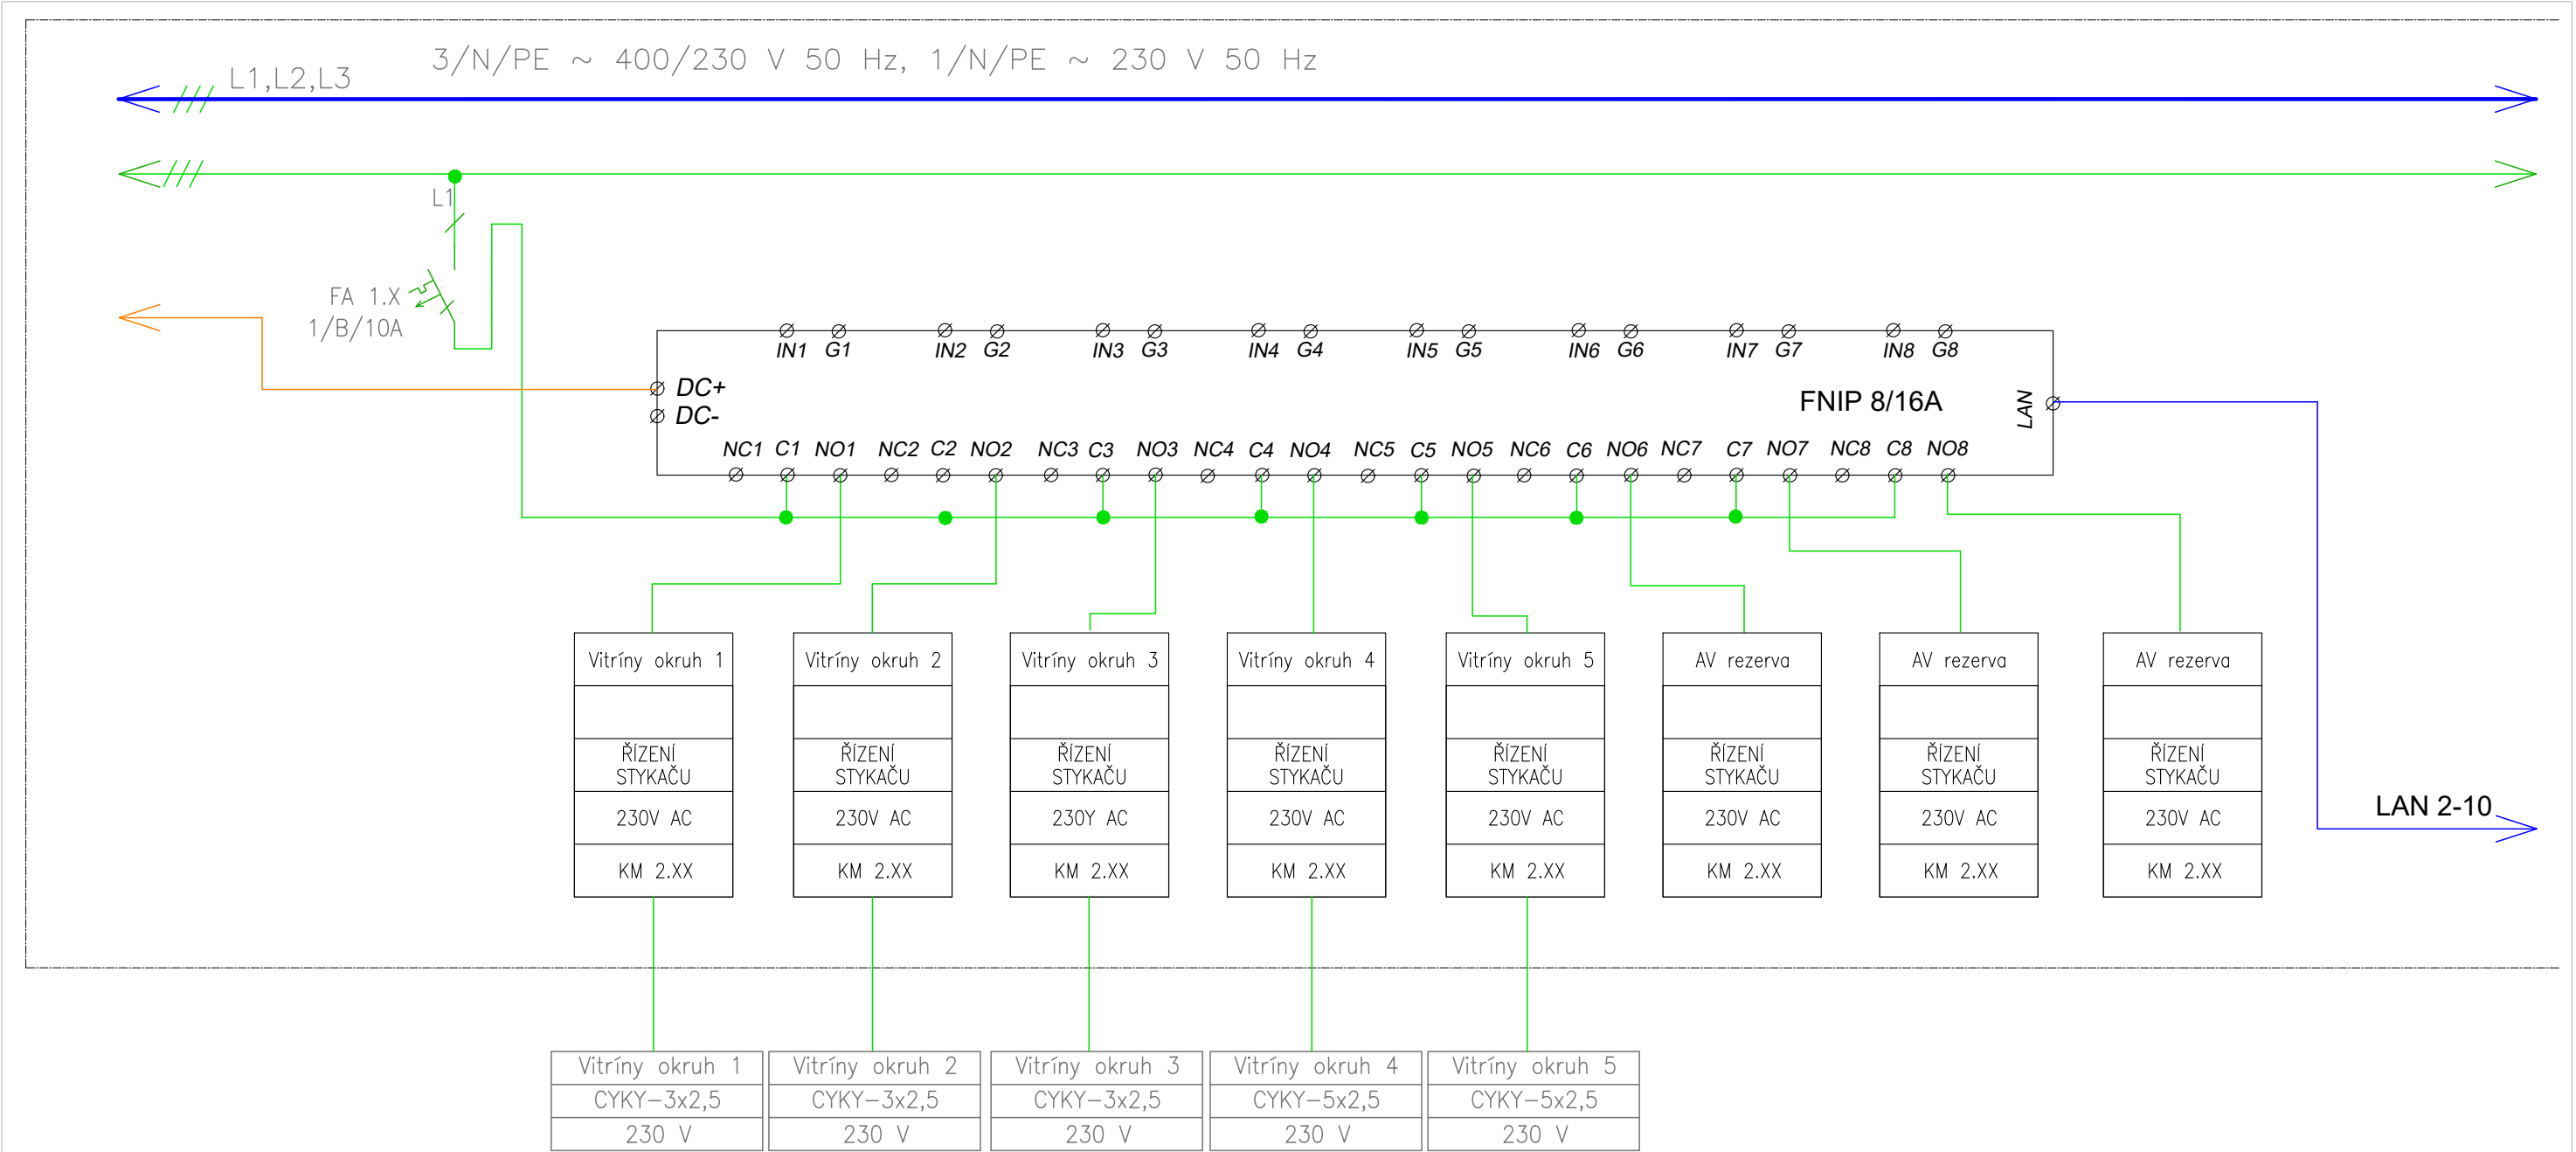 3/N/PE ~ 400/230 V 50 Hz, 1/N/PE ~ 230 V 50 Hz
L1,L2,L3
L1
FA 1.X
1/B/10A
IN1 G1 IN2 G2 IN3 G3 IN4 G4 IN5 G5 IN6 G6 IN7 G7 IN8 G8
DC+
DC-
FNIP 8/16A
LAN
NC1 C1 NO1 NC2 C2 NO2 NC3 C3 NO3 NC4 C4 NO4 NC5 C5 NO5 NC6 C6 NO6 NC7 C7 NO7 NC8 C8 NO8
Vitríny okruh 1
ŘÍZENÍ
STYKAČU
230V AC
KM 2.XX
Vitríny okruh 2
ŘÍZENÍ
STYKAČU
230V AC
KM 2.XX
Vitríny okruh 3
ŘÍZENÍ
STYKAČU
230Y AC
KM 2.XX
Vitríny okruh 4
ŘÍZENÍ
STYKAČU
230V AC
KM 2.XX
Vitríny okruh 5
ŘÍZENÍ
STYKAČU
230V AC
KM 2.XX
AV rezerva
ŘÍZENÍ
STYKAČU
230V AC
KM 2.XX
AV rezerva
ŘÍZENÍ
STYKAČU
230V AC
KM 2.XX
AV rezerva
ŘÍZENÍ
STYKAČU
230V AC
KM 2.XX
LAN 2-10
Vitríny okruh 1
CYKY-3x2,5
230 V
Vitríny okruh 2
CYKY-3x2,5
230 V
Vitríny okruh 3
CYKY-3x2,5
230 V
Vitríny okruh 4
CYKY-5x2,5
230 V
Vitríny okruh 5
CYKY-5x2,5
230 V